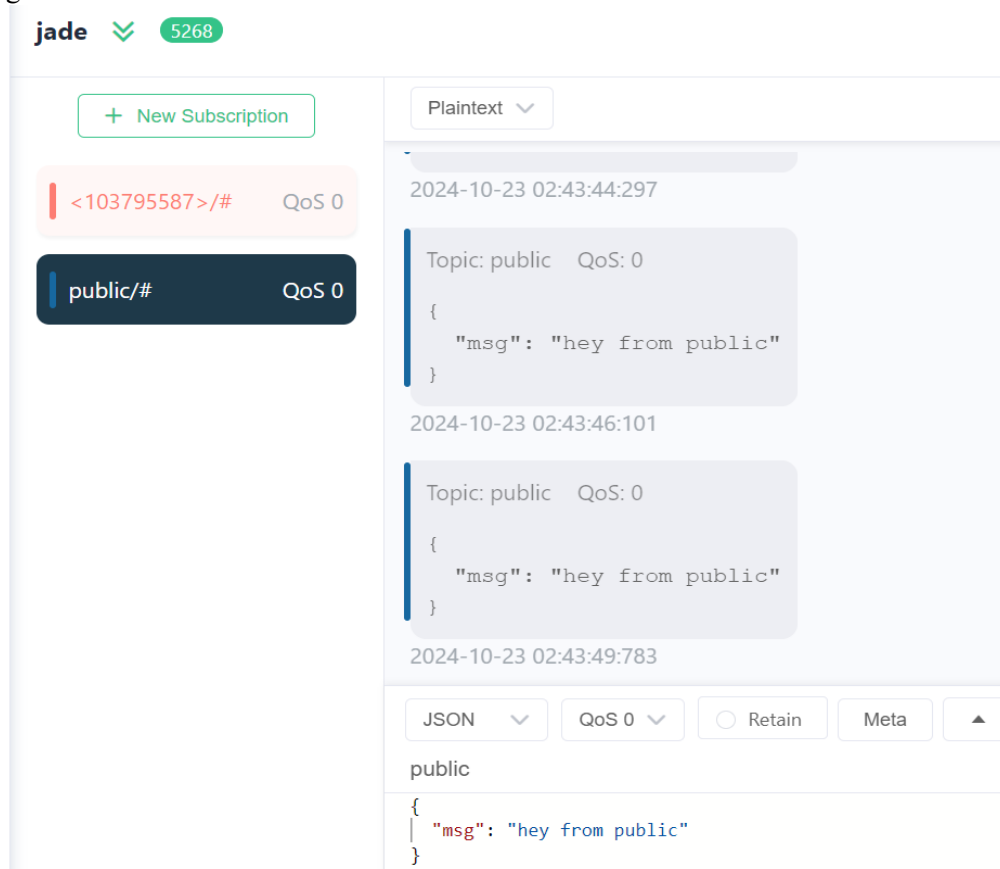 jade 5268
+ New Subscription
<103795587>/# QoS 0
public/# QoS 0
Plaintext
2024-10-23 02:43:44:297
Topic: public QoS: 0
{
"msg": "hey from public"
}
2024-10-23 02:43:46:101
Topic: public QoS: 0
{
"msg": "hey from public"
}
2024-10-23 02:43:49:783
JSON QoS 0 Retain Meta
public
{
"msg": "hey from public"
}